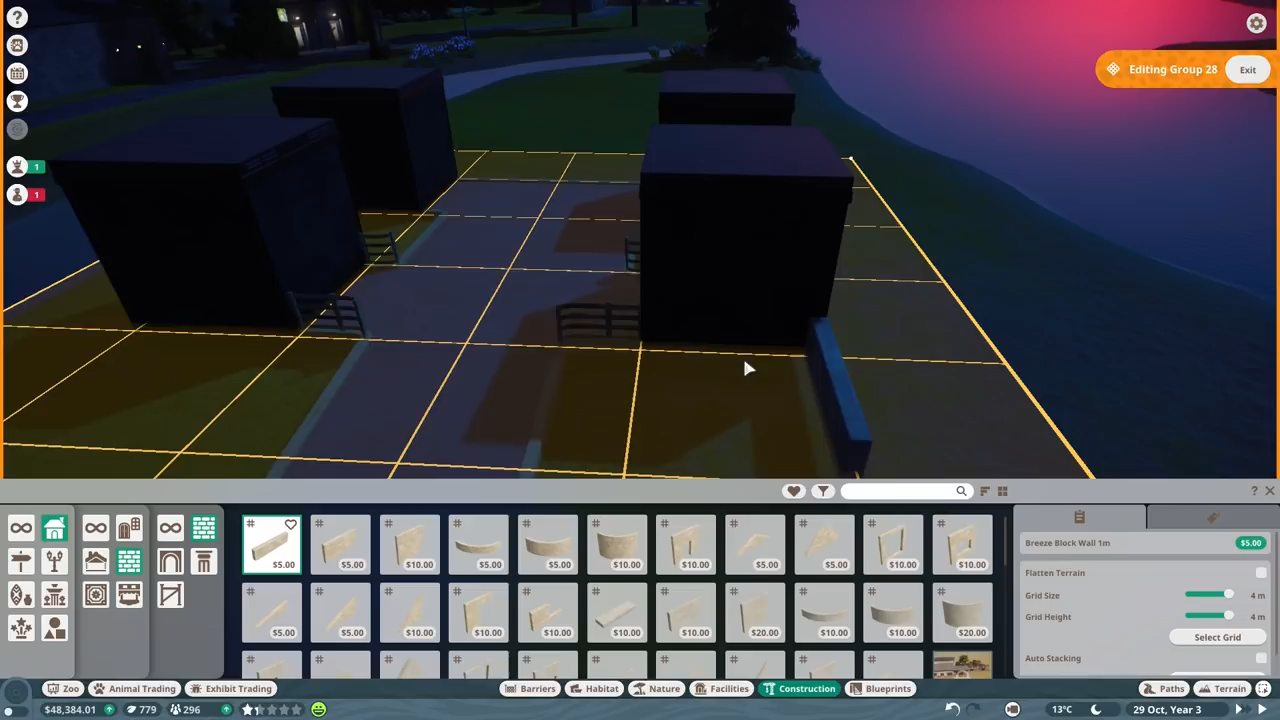 ?
Editing Group 28 Exit
1
1
? ×
$5.00 $5.00 $10.00 $5.00 $5.00 $10.00 $10.00 $5.00 $5.00 $10.00 $10.00
Breeze Block Wall 1m $5.00
Flatten Terrain
Grid Size 4 m
Grid Height 4 m
$5.00 $5.00 $5.00 $10.00 $10.00 $10.00 $10.00 $20.00 $10.00 $10.00 $20.00
Select Grid
Auto Stacking
Zoo Animal Trading Exhibit Trading Barriers Habitat Nature Facilities Construction Blueprints Paths Terrain
$48,384.01 779 296 13°C 29 Oct, Year 3